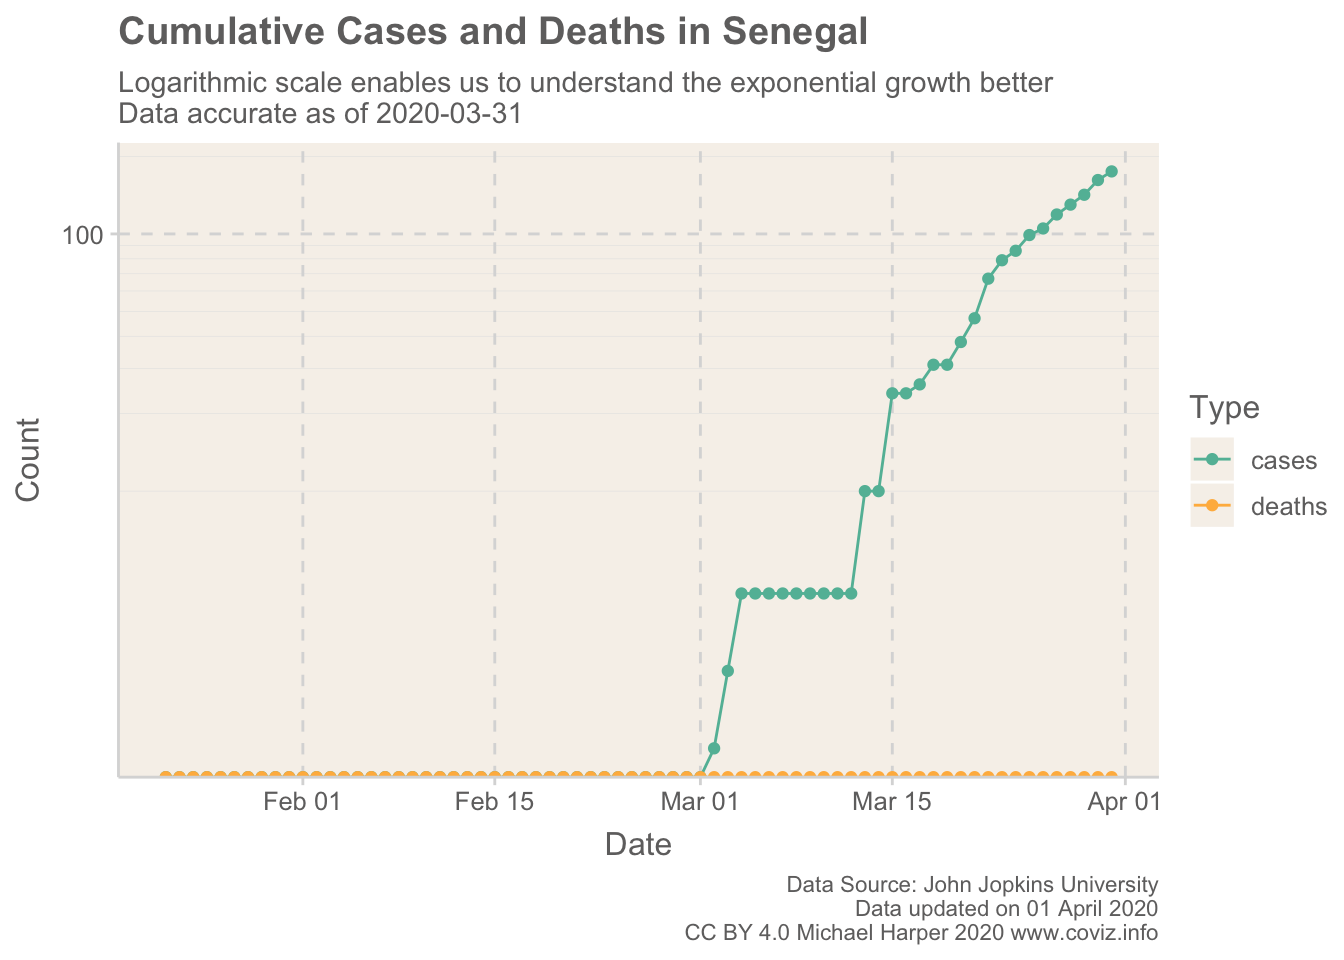 Cumulative Cases and Deaths in Senegal
Logarithmic scale enables us to understand the exponential growth better
Data accurate as of 2020-03-31
100
Count
Feb 01
Feb 15
Mar 01
Mar 15
Apr 01
Date
Type
cases
deaths
Data Source: John Jopkins University
Data updated on 01 April 2020
CC BY 4.0 Michael Harper 2020 www.coviz.info